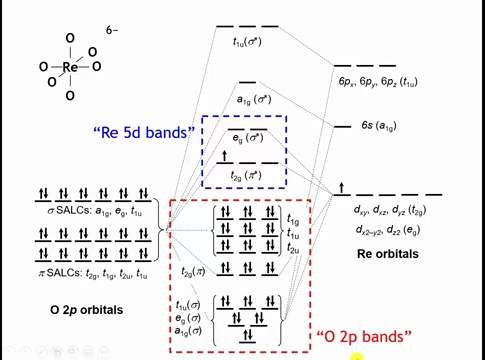 6–
O
O O
O Re O
O
O
t1u(σ*)
6px, 6py, 6pz (t1u)
a1g (σ*)
6s (a1g)
"Re 5d bands"
eg(σ*)
t2g (π*)
σ SALCs: a1g, eg, t1u
t1g
t1u
t2u
dxy, dxz, dyz (t2g)
dx2–y2, dz2 (eg)
Re orbitals
π SALCs: t2g, t1g, t2u, t1u
t2g(π)
O 2p orbitals
t1u(σ)
eg(σ)
a1g(σ)
"O 2p bands"